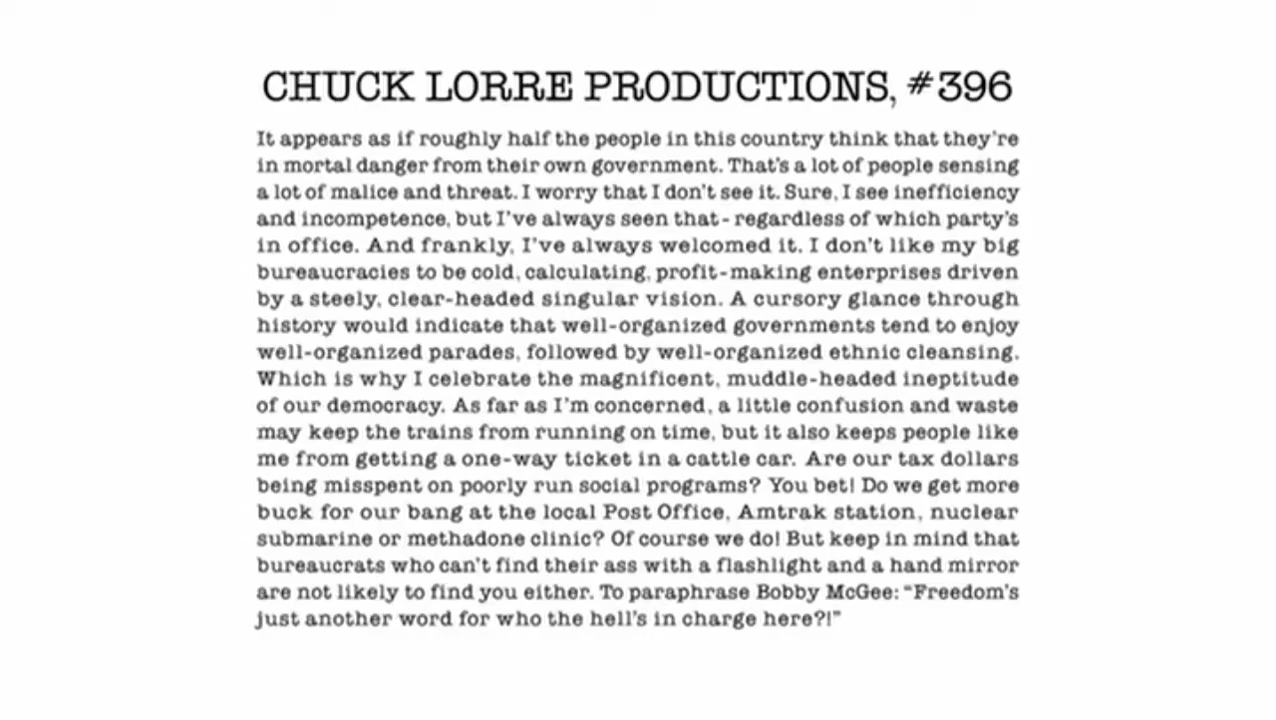 CHUCK LORRE PRODUCTIONS, #396
It appears as if roughly half the people in this country think that they're
in mortal danger from their own government. That's a lot of people sensing
a lot of malice and threat. I worry that I don't see it. Sure, I see inefficiency
and incompetence, but I've always seen that - regardless of which party's
in office. And frankly, I've always welcomed it. I don't like my big
bureaucracies to be cold, calculating, profit-making enterprises driven
by a steely, clear-headed singular vision. A cursory glance through
history would indicate that well-organized governments tend to enjoy
well-organized parades, followed by well-organized ethnic cleansing.
Which is why I celebrate the magnificent, muddle-headed ineptitude
of our democracy. As far as I'm concerned, a little confusion and waste
may keep the trains from running on time, but it also keeps people like
me from getting a one-way ticket in a cattle car. Are our tax dollars
being misspent on poorly run social programs? You bet! Do we get more
buck for our bang at the local Post Office, Amtrak station, nuclear
submarine or methadone clinic? Of course we do! But keep in mind that
bureaucrats who can't find their ass with a flashlight and a hand mirror
are not likely to find you either. To paraphrase Bobby McGee: "Freedom's
just another word for who the hell's in charge here?!"